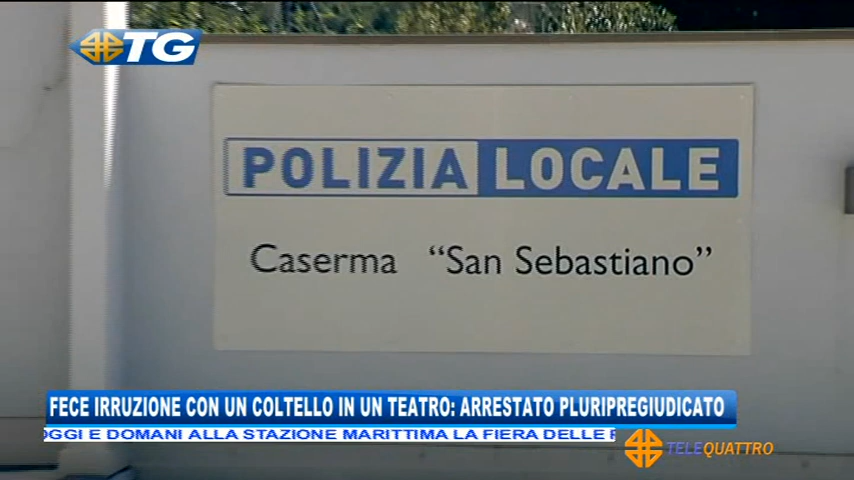 TG
POLIZIA LOCALE
Caserma "San Sebastiano"
FECE IRRUZIONE CON UN COLTELLO IN UN TEATRO: ARRESTATO PLURIPREGIUDICATO
OGGI E DOMANI ALLA STAZIONE MARITTIMA LA FIERA DELLE
TELEQUATTRO